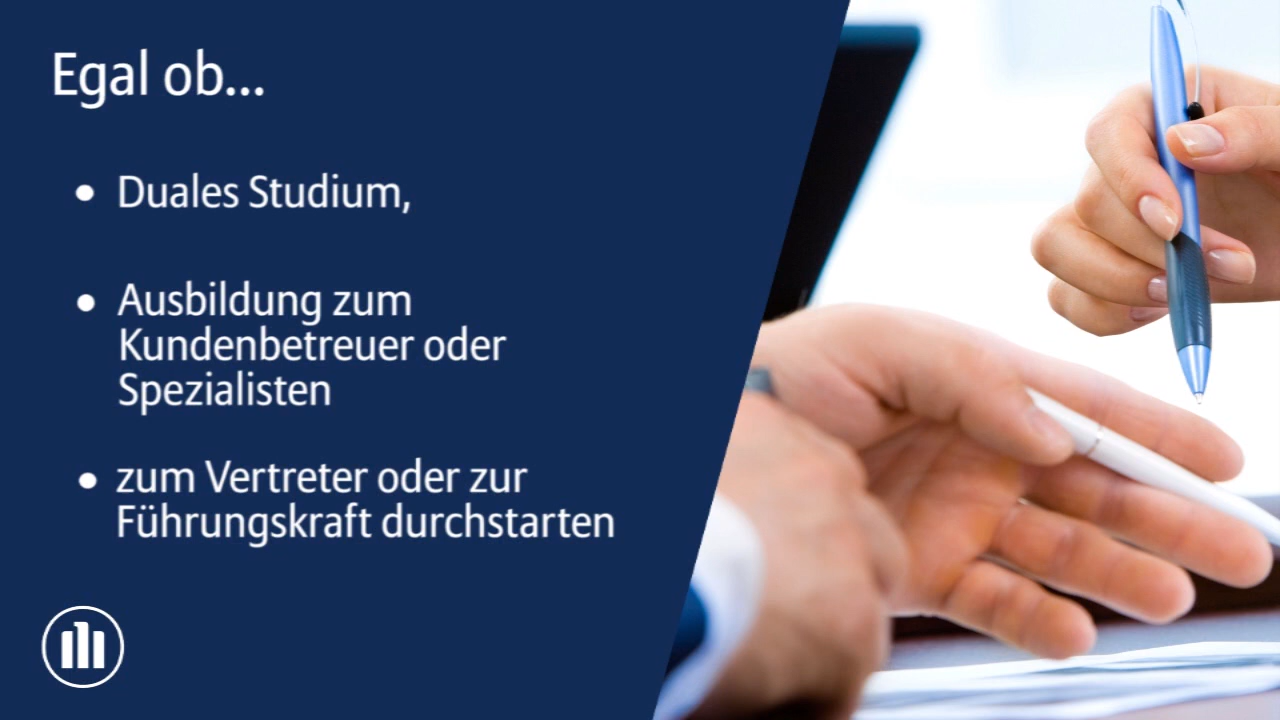 Egal ob...
• Duales Studium,
• Ausbildung zum
Kundenbetreuer oder
Spezialisten
• zum Vertreter oder zur
Führungskraft durchstarten